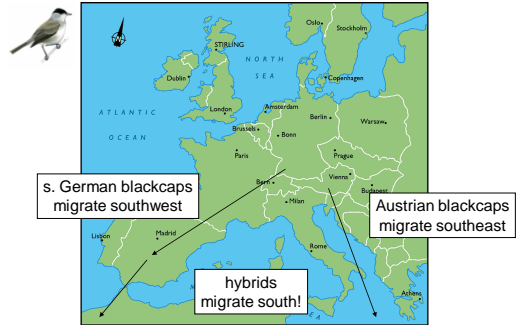 Oslo
Stockholm
STIRLING
NORTH
SEA
Copenhagen
Dublin
ATLANTIC
OCEAN
London
Amsterdam
Berlin
Warsaw
Brussels
Bonn
Paris
Prague
Vienna
Bern
Budapest
Milan
s. German blackcaps
migrate southwest
Austrian blackcaps
migrate southeast
Lisbon
Madrid
Rome
hybrids
migrate south!
M
SEA
Athens